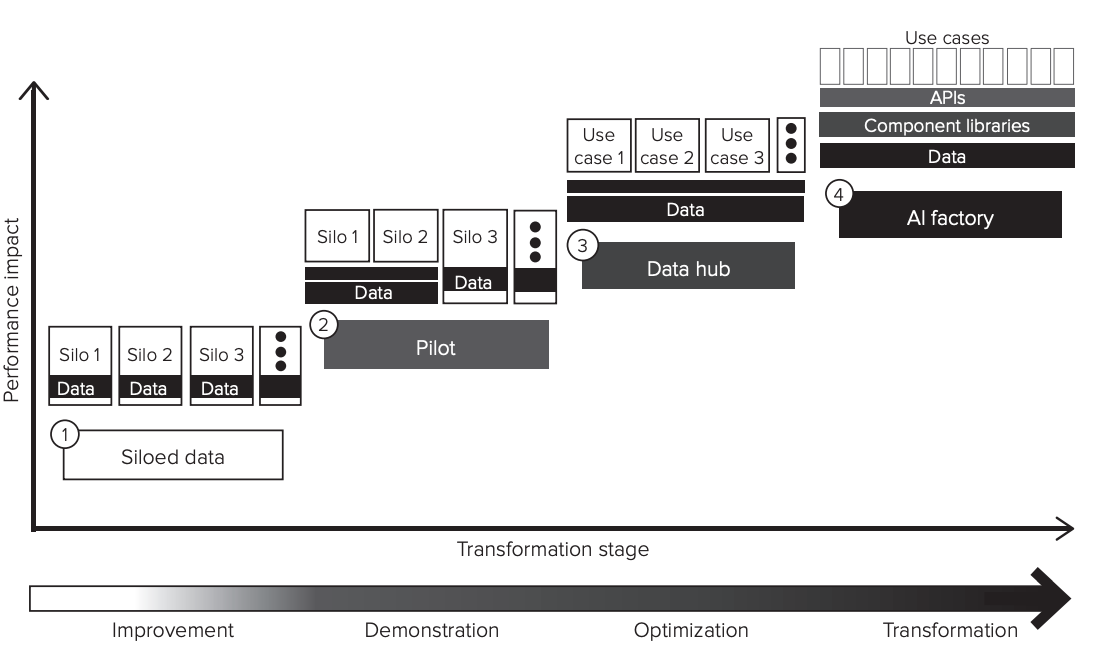 Use cases
APIs
Component libraries
Data
4
AI factory
Use case 1
Use case 2
Use case 3
Data
3
Data hub
Silo 1
Silo 2
Silo 3
Data
Data
2
Pilot
Silo 1
Silo 2
Silo 3
Data
Data
Data
1
Siloed data
Performance impact
Transformation stage
Improvement
Demonstration
Optimization
Transformation